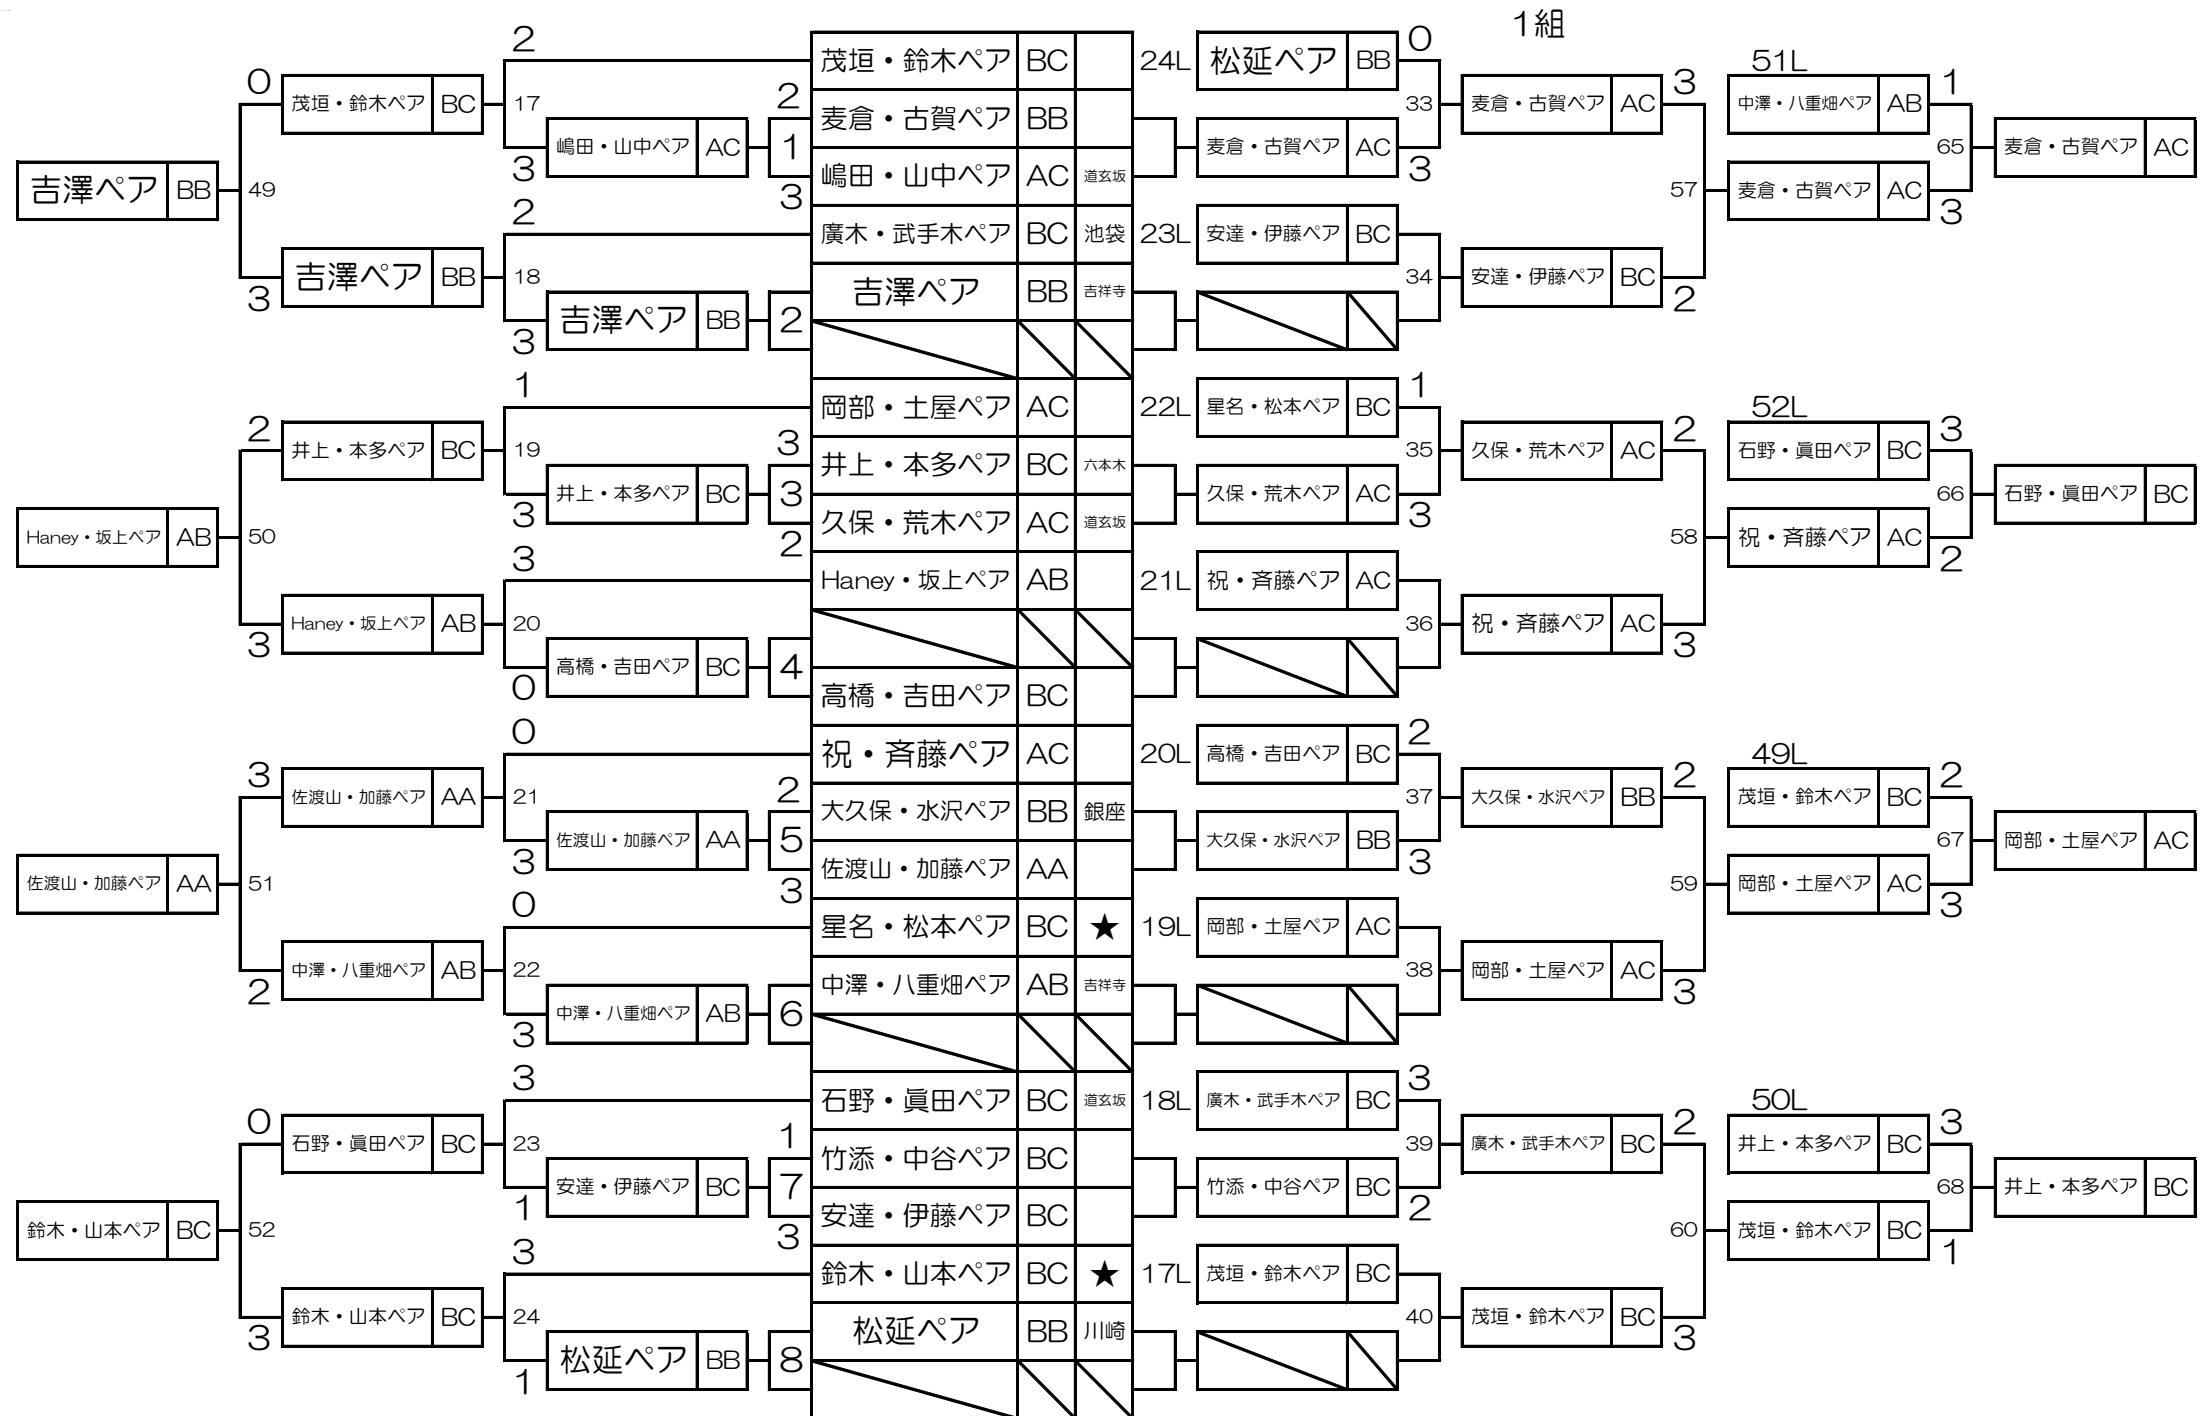 1組
2 茂垣・鈴木ペア BC 24L 松延ペア BB 0 51L
0 茂垣・鈴木ペア BC 17 2 麦倉・古賀ペア BB 33 麦倉・古賀ペア AC 3 中澤・八重畑ペア AB 1
3 嶋田・山中ペア AC 1 嶋田・山中ペア AC 道玄坂 麦倉・古賀ペア AC 3 65 麦倉・古賀ペア AC
吉澤ペア BB 49 3 57 麦倉・古賀ペア AC 3
2 廣木・武手木ペア BC 池袋 23L 安達・伊藤ペア BC
3 吉澤ペア BB 18 吉澤ペア BB 吉祥寺 34 安達・伊藤ペア BC 2
3 吉澤ペア BB 2
1 岡部・土屋ペア AC 22L 星名・松本ペア BC 1 52L
2 井上・本多ペア BC 19 3 井上・本多ペア BC 六本木 35 久保・荒木ペア AC 2 石野・眞田ペア BC 3
3 井上・本多ペア BC 3 久保・荒木ペア AC 道玄坂 久保・荒木ペア AC 3 66 石野・眞田ペア BC
Haney・坂上ペア AB 50 2 58 祝・斉藤ペア AC 2
3 Haney・坂上ペア AB 21L 祝・斉藤ペア AC
3 Haney・坂上ペア AB 20 36 祝・斉藤ペア AC 3
0 高橋・吉田ペア BC 4 高橋・吉田ペア BC
0 祝・斉藤ペア AC 20L 高橋・吉田ペア BC 2 49L
3 佐渡山・加藤ペア AA 21 2 大久保・水沢ペア BB 銀座 37 大久保・水沢ペア BB 2 茂垣・鈴木ペア BC 2
3 佐渡山・加藤ペア AA 5 佐渡山・加藤ペア AA 大久保・水沢ペア BB 3 67 岡部・土屋ペア AC
佐渡山・加藤ペア AA 51 3 59 岡部・土屋ペア AC 3
0 星名・松本ペア BC ★ 19L 岡部・土屋ペア AC
2 中澤・八重畑ペア AB 22 中澤・八重畑ペア AB 吉祥寺 38 岡部・土屋ペア AC 3
3 中澤・八重畑ペア AB 6
3 石野・眞田ペア BC 道玄坂 18L 廣木・武手木ペア BC 3 50L
0 石野・眞田ペア BC 23 1 竹添・中谷ペア BC 39 廣木・武手木ペア BC 2 井上・本多ペア BC 3
1 安達・伊藤ペア BC 7 安達・伊藤ペア BC 竹添・中谷ペア BC 2 68 井上・本多ペア BC
鈴木・山本ペア BC 52 3 60 茂垣・鈴木ペア BC 1
3 鈴木・山本ペア BC ★ 17L 茂垣・鈴木ペア BC
3 鈴木・山本ペア BC 24 松延ペア BB 川崎 40 茂垣・鈴木ペア BC 3
1 松延ペア BB 8